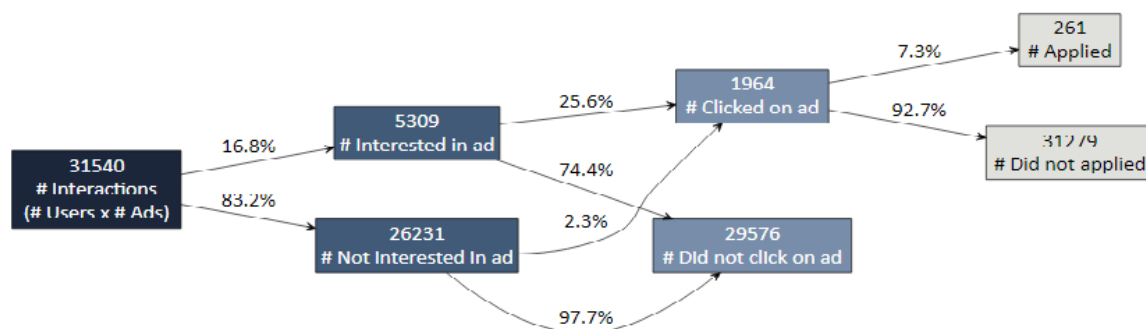 261
# Applied
7.3%
1964
# Clicked on ad
25.6%
92.7%
5309
# Interested in ad
16.8%
31279
# Did not applied
31540
# Interactions
(# Users x # Ads)
74.4%
83.2%
2.3%
26231
# Not Interested in ad
29576
# Did not click on ad
97.7%